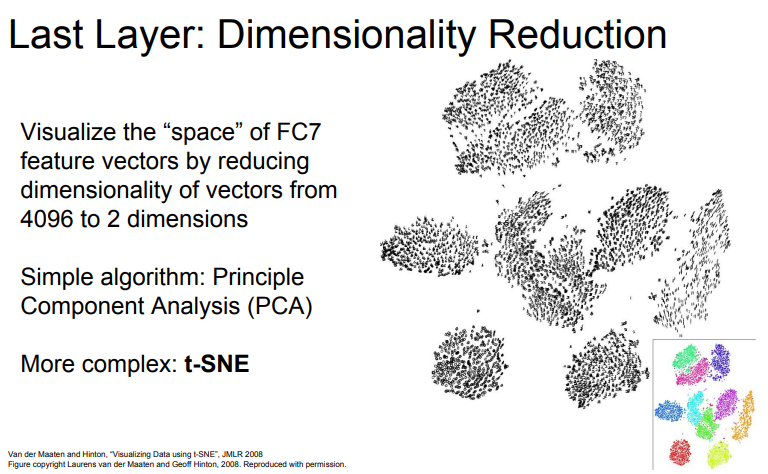 Last Layer: Dimensionality Reduction
Visualize the “space” of FC7
feature vectors by reducing
dimensionality of vectors from
4096 to 2 dimensions
Simple algorithm: Principle
Component Analysis (PCA)
More complex: t-SNE
Van der Maaten and Hinton, “Visualizing Data using t-SNE”, JMLR 2008
Figure copyright Laurens van der Maaten and Geoff Hinton, 2008. Reproduced with permission.